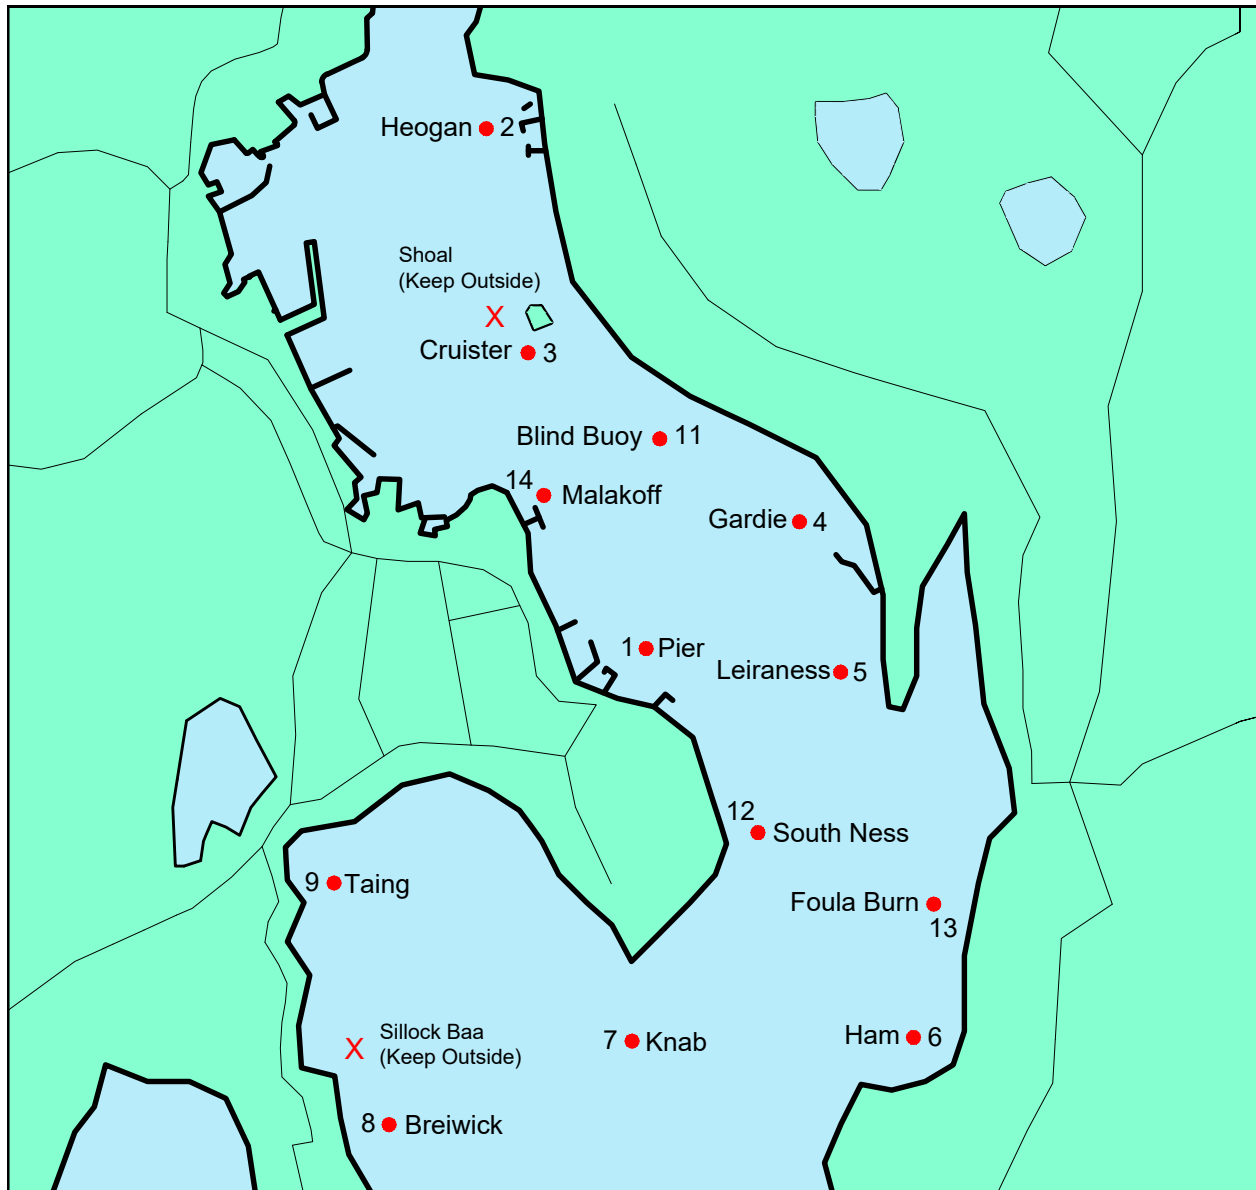 Heogan 2
Shoal
(Keep Outside)
X
Cruister 3
Blind Buoy 11
14 Malakoff
Gardie 4
1 Pier
Leiraness 5
12
South Ness
9 Taing
Foula Burn
13
Sillock Baa
X (Keep Outside)
7 Knab
Ham 6
8 Breiwick